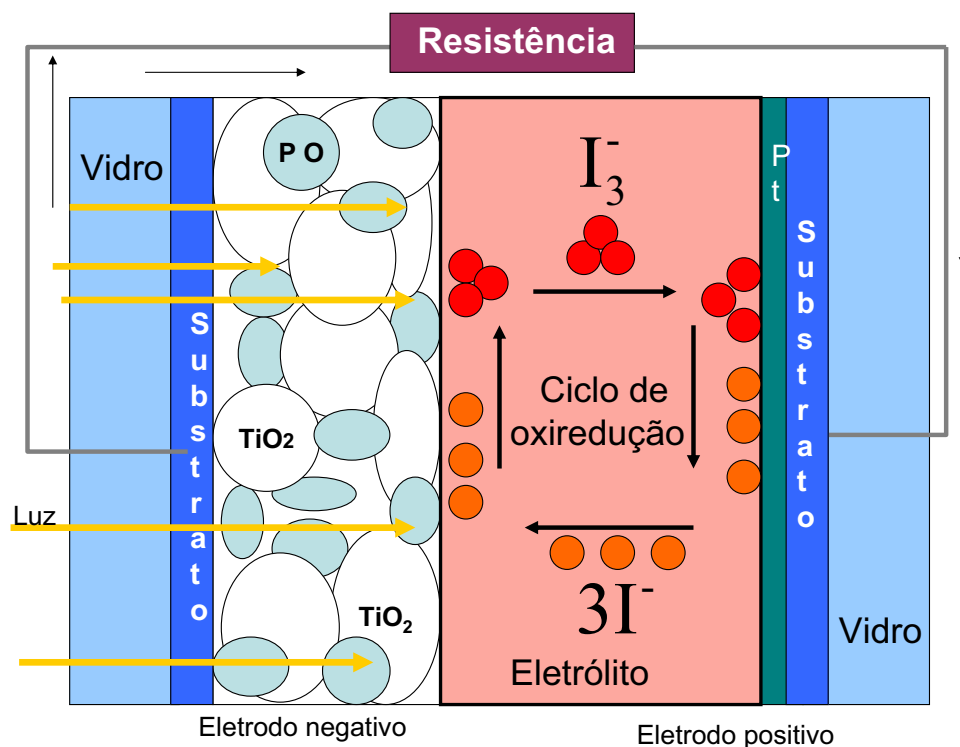 Resistência
Vidro
P O
I₃⁻
Pt
Substrato
Substrato
Ciclo de
oxiredução
TiO2
Luz
TiO₂
3I⁻
Vidro
Eletrólito
Eletrodo negativo
Eletrodo positivo